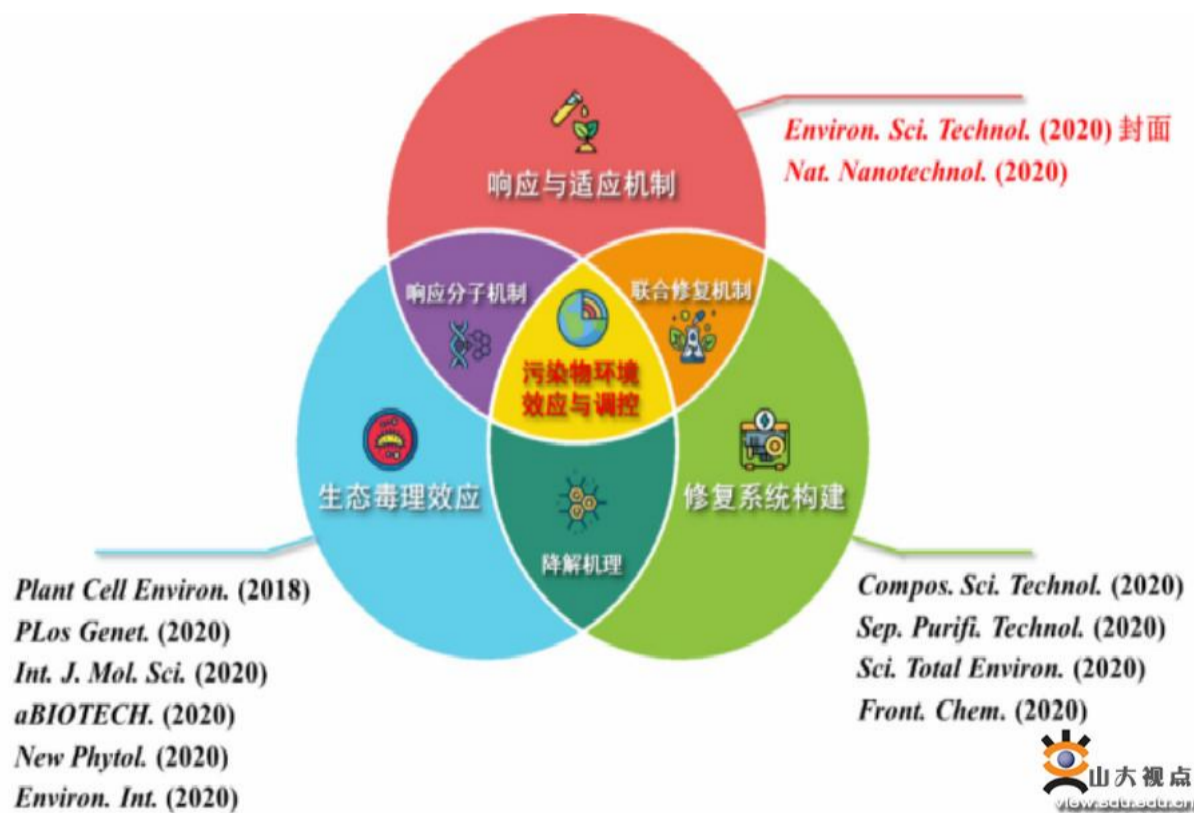 Environ. Sci. Technol. (2020) 封面
Nat. Nanotechnol. (2020)
响应与适应机制
响应分子机制
联合修复机制
污染物环境
效应与调控
生态毒理效应
修复系统构建
降解机理
Plant Cell Environ. (2018)
PLos Genet. (2020)
Int. J. Mol. Sci. (2020)
aBIOTECH. (2020)
New Phytol. (2020)
Environ. Int. (2020)
Compos. Sci. Technol. (2020)
Sep. Purifi. Technol. (2020)
Sci. Total Environ. (2020)
Front. Chem. (2020)
山大视点
view.sdu.edu.cn